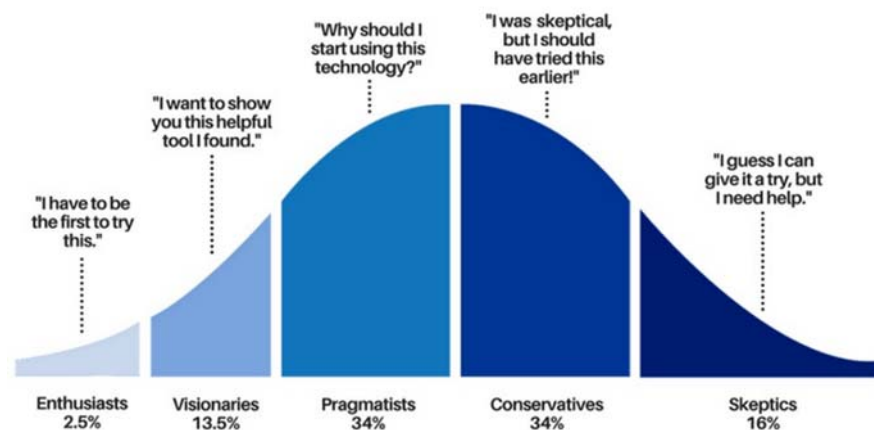 "I have to be
the first to try
this."
"I want to show
you this helpful
tool I found."
"Why should I
start using this
technology?"
"I was skeptical,
but I should
have tried this
earlier!"
"I guess I can
give it a try, but
I need help."
Enthusiasts
2.5%
Visionaries
13.5%
Pragmatists
34%
Conservatives
34%
Skeptics
16%